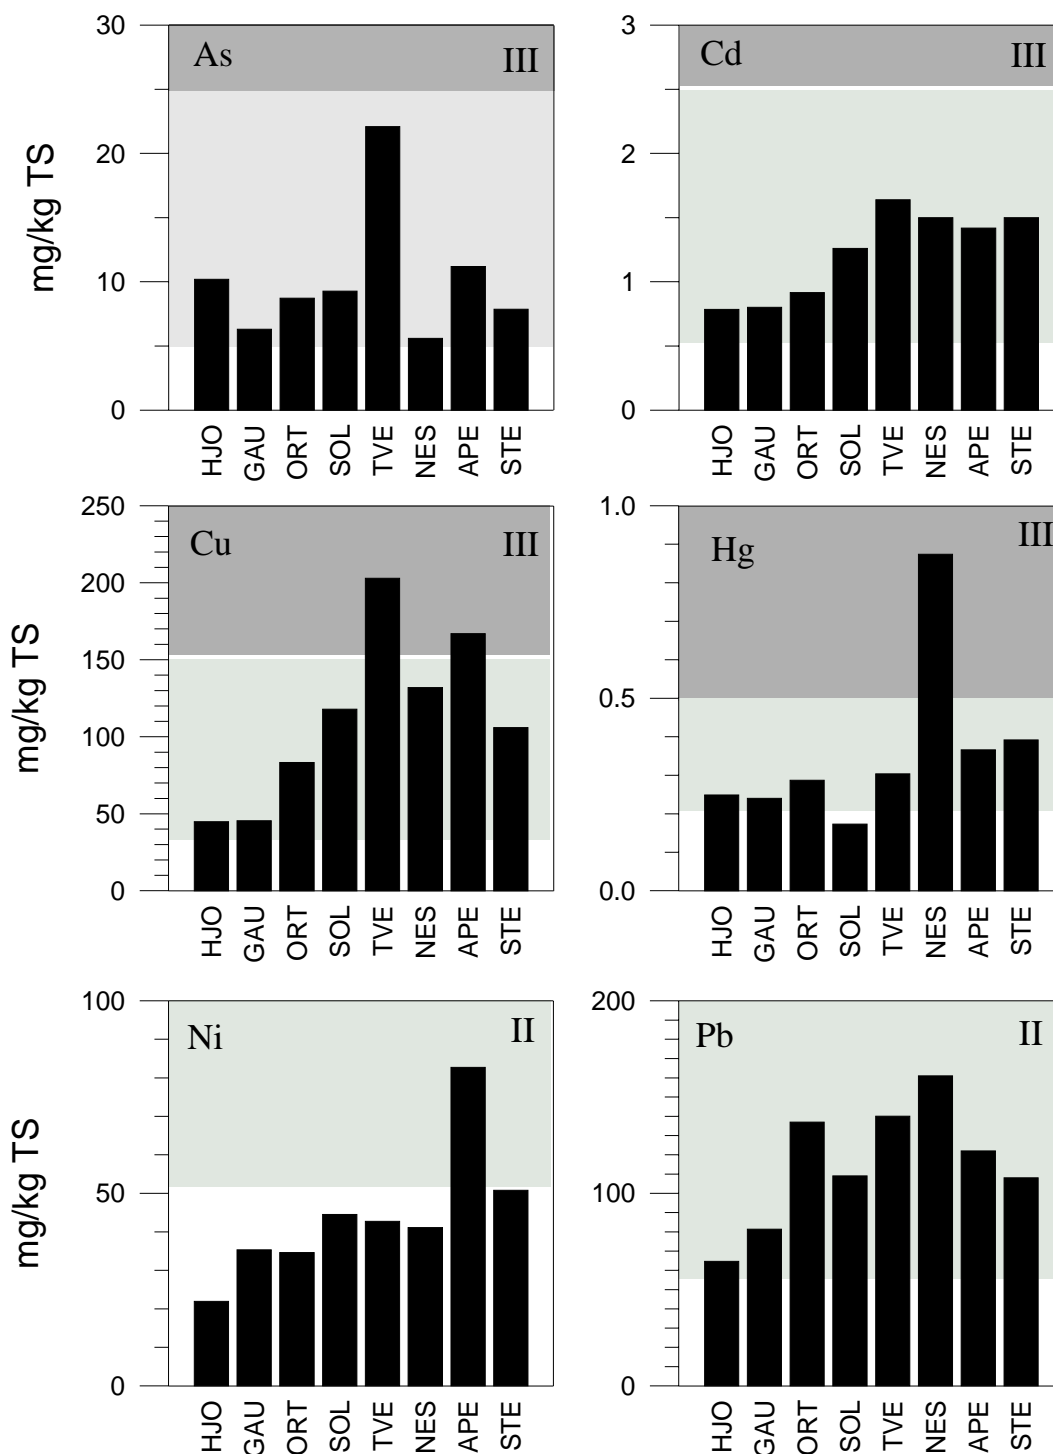 30
As
III
20
10
0
mg/kg TS
HJO GAU ORT SOL TVE NES APE STE
3
Cd
III
2
1
0
HJO GAU ORT SOL TVE NES APE STE
250
Cu
III
200
150
100
50
0
mg/kg TS
HJO GAU ORT SOL TVE NES APE STE
1.0
Hg
III
0.5
0.0
HJO GAU ORT SOL TVE NES APE STE
100
Ni
II
50
0
mg/kg TS
HJO GAU ORT SOL TVE NES APE STE
200
Pb
II
100
0
HJO GAU ORT SOL TVE NES APE STE